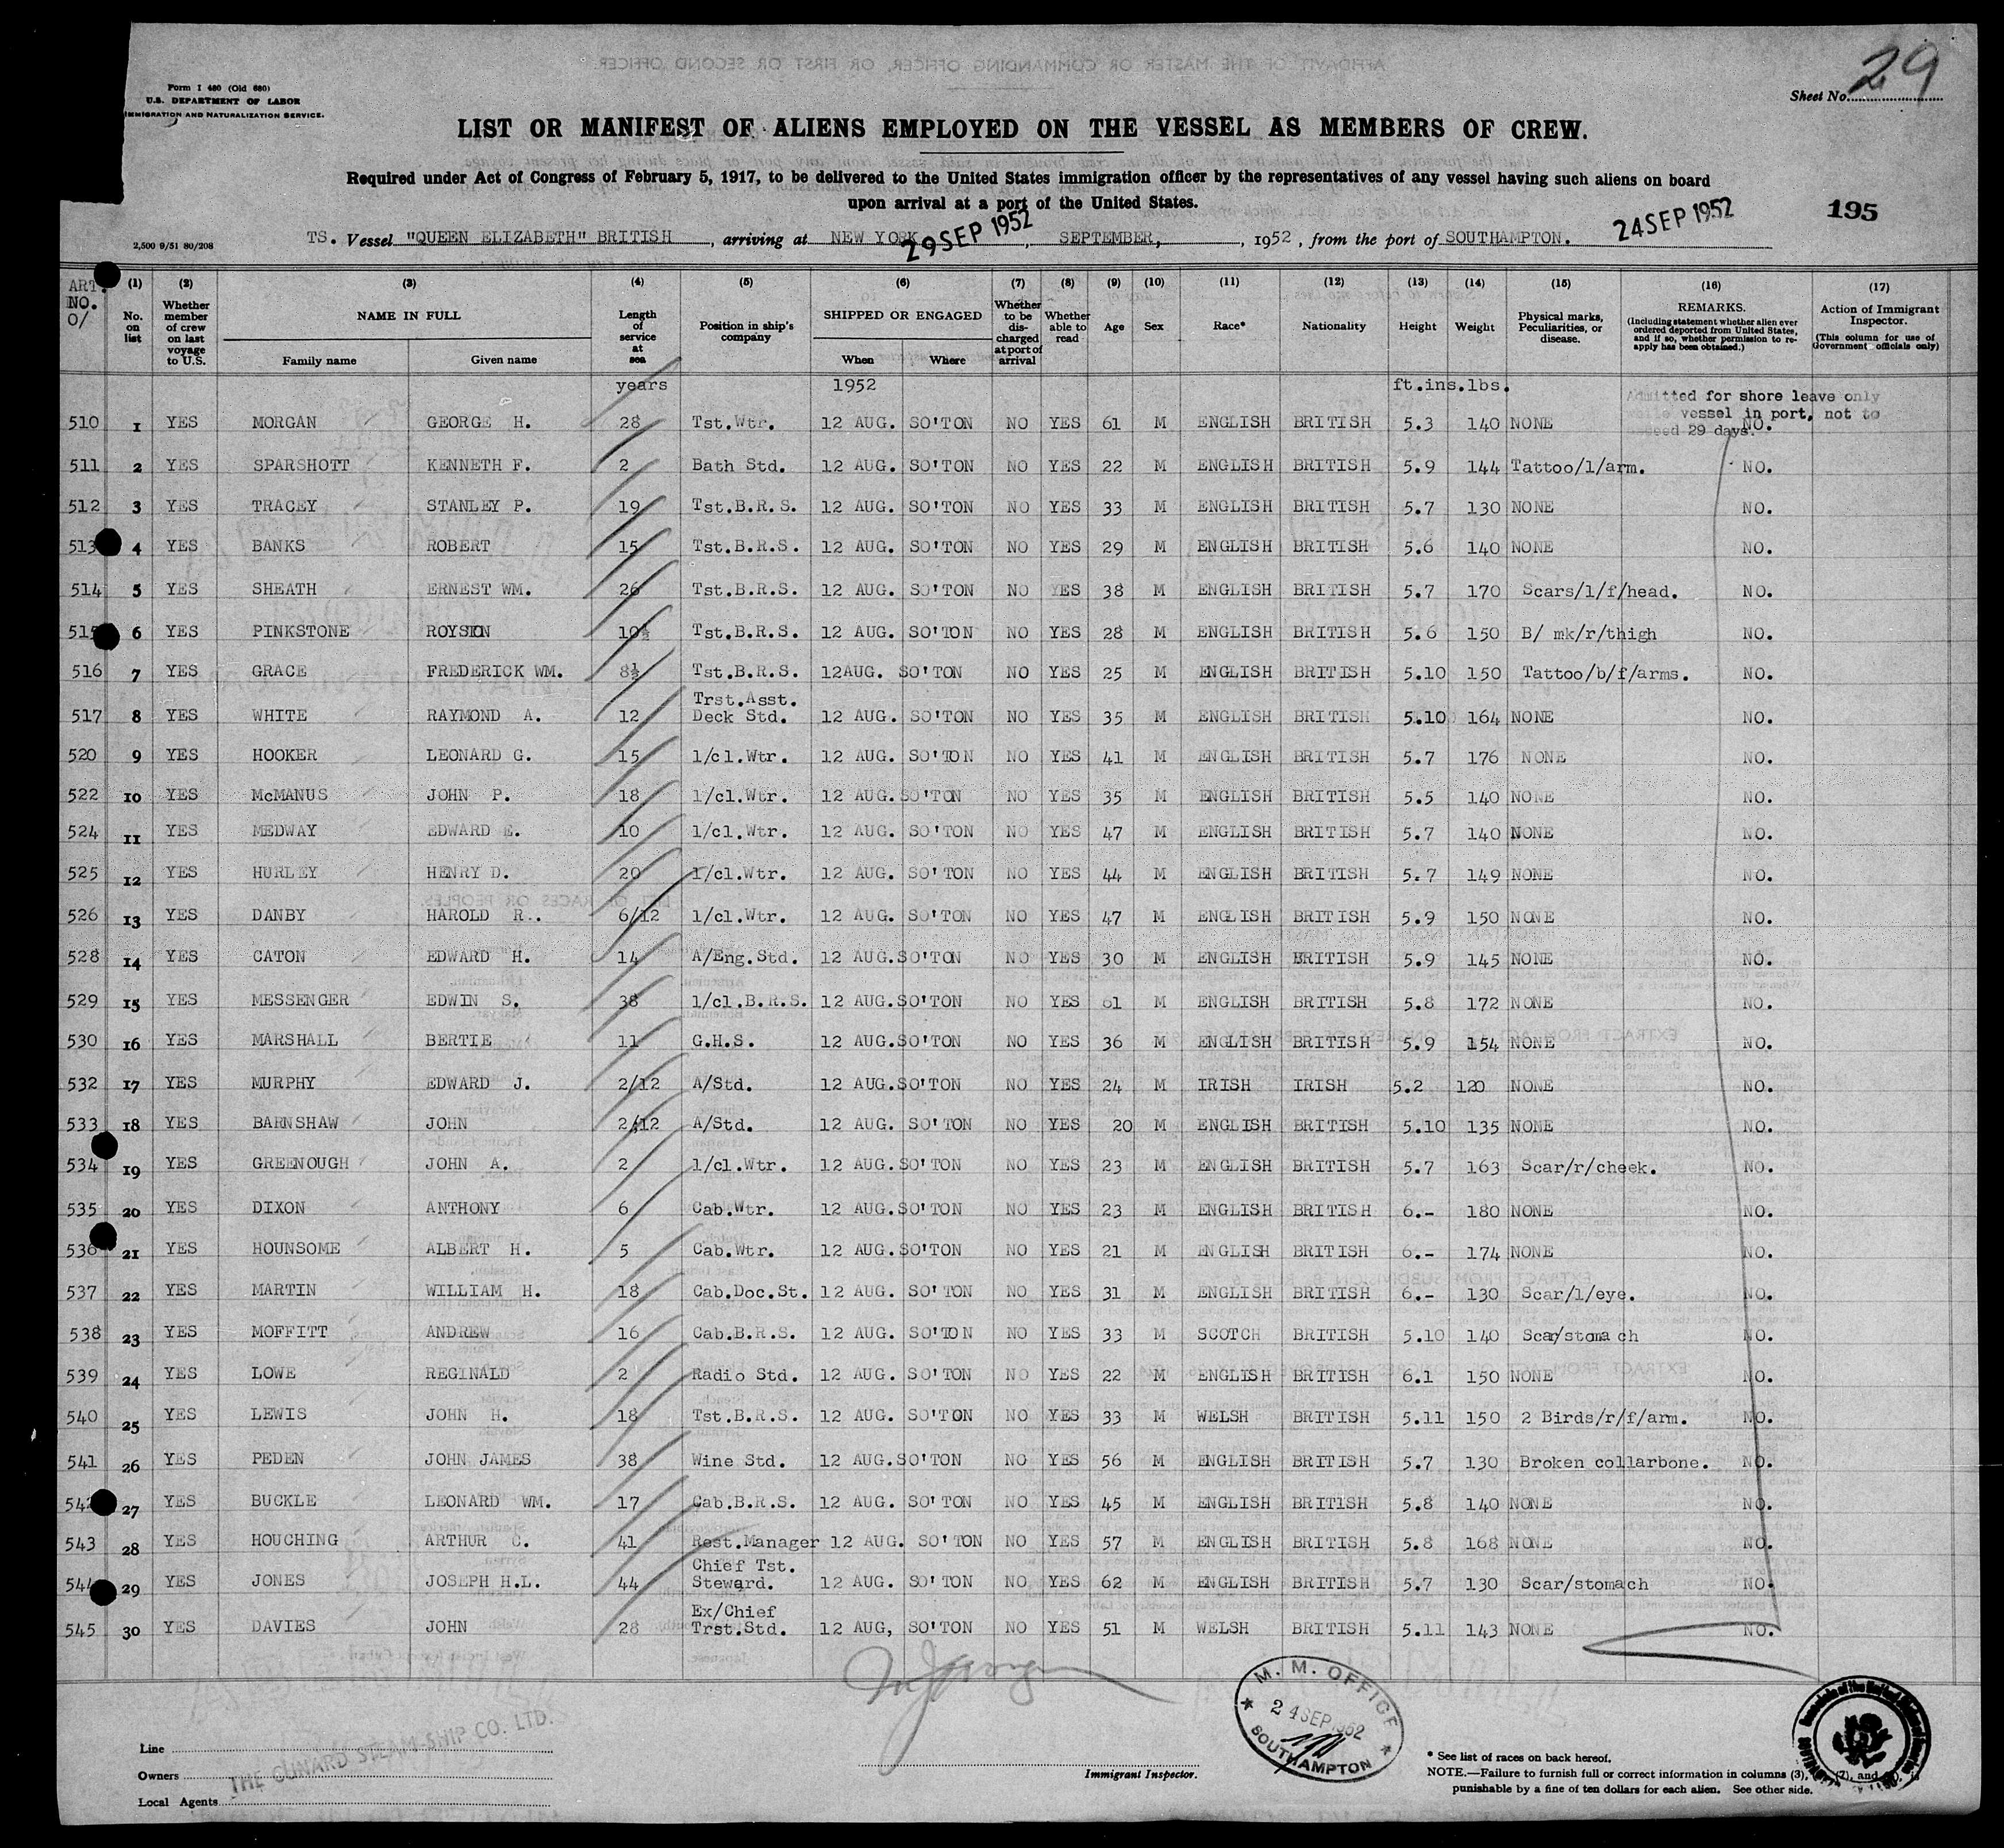 29
Form I 480 (Old 680)
U.S. DEPARTMENT OF LABOR
IMMIGRATION AND NATURALIZATION SERVICE.
Sheet No.
LIST OR MANIFEST OF ALIENS EMPLOYED ON THE VESSEL AS MEMBERS OF CREW.
Required under Act of Congress of February 5, 1917, to be delivered to the United States immigration officer by the representatives of any vessel having such aliens on board
upon arrival at a port of the United States.
24 SEP 1952
195
29 SEP 1952
2,500 9/51 80/208
TS. Vessel "QUEEN ELIZABETH" BRITISH, arriving at NEW YORK, SEPTEMBER, 1952, from the port of SOUTHAMPTON.
ART. NO. O/
(1) No. on list
(2) Whether member of crew on last voyage to U.S.
(3) NAME IN FULL Family name Given name
(4) Length of service at sea
(5) Position in ship's company
(6) SHIPPED OR ENGAGED When Where
(7) Whether to be discharged at port of arrival
(8) Whether able to read
(9) Age
(10) Sex
(11) Race*
(12) Nationality
(13) Height
(14) Weight
(15) Physical marks, Peculiarities, or disease.
(16) REMARKS. (Including statement whether alien ever ordered deported from United States, and if so, whether permission to re-apply has been obtained.)
(17) Action of Immigrant Inspector. (This column for use of Government officials only)
years 1952 ft.ins.lbs.
Admitted for shore leave only
while vessel in port, not to
exceed 29 days.
510 1 YES MORGAN GEORGE H. 28 Tst.Wtr. 12 AUG. SO'TON NO YES 61 M ENGLISH BRITISH 5.3 140 NONE NO.
511 2 YES SPARSHOTT KENNETH F. 2 Bath Std. 12 AUG. SO'TON NO YES 22 M ENGLISH BRITISH 5.9 144 Tattoo/l/arm. NO.
512 3 YES TRACEY STANLEY P. 19 Tst.B.R.S. 12 AUG. SO'TON NO YES 33 M ENGLISH BRITISH 5.7 130 NONE NO.
513 4 YES BANKS ROBERT 15 Tst.B.R.S. 12 AUG. SO'TON NO YES 29 M ENGLISH BRITISH 5.6 140 NONE NO.
514 5 YES SHEATH ERNEST WM. 26 Tst.B.R.S. 12 AUG. SO'TON NO YES 38 M ENGLISH BRITISH 5.7 170 Scars/l/f/head. NO.
515 6 YES PINKSTONE ROYSTON 10½ Tst.B.R.S. 12 AUG. SO'TON NO YES 28 M ENGLISH BRITISH 5.6 150 B/ mk/r/thigh NO.
516 7 YES GRACE FREDERICK WM. 8½ Tst.B.R.S. 12AUG. SO'TON NO YES 25 M ENGLISH BRITISH 5.10 150 Tattoo/b/f/arms. NO.
517 8 YES WHITE RAYMOND A. 12 Trst.Asst. Deck Std. 12 AUG. SO'TON NO YES 35 M ENGLISH BRITISH 5.10 164 NONE NO.
520 9 YES HOOKER LEONARD G. 15 1/cl.Wtr. 12 AUG. SO'TON NO YES 41 M ENGLISH BRITISH 5.7 176 NONE NO.
522 10 YES McMANUS JOHN P. 18 1/cl.Wtr. 12 AUG. SO'TON NO YES 35 M ENGLISH BRITISH 5.5 140 NONE NO.
524 11 YES MEDWAY EDWARD E. 10 1/cl.Wtr. 12 AUG. SO'TON NO YES 47 M ENGLISH BRITISH 5.7 140 NONE NO.
525 12 YES HURLEY HENRY D. 20 1/cl.Wtr. 12 AUG. SO'TON NO YES 44 M ENGLISH BRITISH 5.7 149 NONE NO.
526 13 YES DANBY HAROLD R.. 6/12 1/cl.Wtr. 12 AUG. SO'TON NO YES 47 M ENGLISH BRITISH 5.9 150 NONE NO.
528 14 YES CATON EDWARD H. 14 A/Eng.Std. 12 AUG. SO'TON NO YES 30 M ENGLISH BRITISH 5.9 145 NONE NO.
529 15 YES MESSENGER EDWIN S. 38 1/cl.B.R.S. 12 AUG. SO'TON NO YES 61 M ENGLISH BRITISH 5.8 172 NONE NO.
530 16 YES MARSHALL BERTIE 11 G.H.S. 12 AUG. SO'TON NO YES 36 M ENGLISH BRITISH 5.9 154 NONE NO.
532 17 YES MURPHY EDWARD J. 2/12 A/Std. 12 AUG. SO'TON NO YES 24 M IRISH IRISH 5.2 120 NONE NO.
533 18 YES BARNSHAW JOHN 2/12 A/Std. 12 AUG. SO'TON NO YES 20 M ENGLISH BRITISH 5.10 135 NONE NO.
534 19 YES GREENOUGH JOHN A. 2 1/cl.Wtr. 12 AUG. SO'TON NO YES 23 M ENGLISH BRITISH 5.7 163 Scar/r/cheek. NO.
535 20 YES DIXON ANTHONY 6 Cab.Wtr. 12 AUG. SO'TON NO YES 23 M ENGLISH BRITISH 6.- 180 NONE NO.
536 21 YES HOUNSOME ALBERT H. 5 Cab.Wtr. 12 AUG. SO'TON NO YES 21 M ENGLISH BRITISH 6.- 174 NONE NO.
537 22 YES MARTIN WILLIAM H. 18 Cab.Doc.St. 12 AUG. SO'TON NO YES 31 M ENGLISH BRITISH 6.- 130 Scar/l/eye. NO.
538 23 YES MOFFITT ANDREW 16 Cab.B.R.S. 12 AUG. SO'TON NO YES 33 M SCOTCH BRITISH 5.10 140 Scar/stomach NO.
539 24 YES LOWE REGINALD 2 Radio Std. 12 AUG. SO'TON NO YES 22 M ENGLISH BRITISH 6.1 150 NONE NO.
540 25 YES LEWIS JOHN H. 18 Tst.B.R.S. 12 AUG. SO'TON NO YES 33 M WELSH BRITISH 5.11 150 2 Birds/r/f/arm. NO.
541 26 YES PEDEN JOHN JAMES 38 Wine Std. 12 AUG. SO'TON NO YES 56 M ENGLISH BRITISH 5.7 130 Broken collarbone. NO.
542 27 YES BUCKLE LEONARD WM. 17 Cab.B.R.S. 12 AUG. SO'TON NO YES 45 M ENGLISH BRITISH 5.8 140 NONE NO.
543 28 YES HOUCHING ARTHUR C. 41 Rest.Manager 12 AUG. SO'TON NO YES 57 M ENGLISH BRITISH 5.8 168 NONE NO.
544 29 YES JONES JOSEPH H.L. 44 Chief Tst. Steward. 12 AUG. SO'TON NO YES 62 M ENGLISH BRITISH 5.7 130 Scar/stomach NO.
545 30 YES DAVIES JOHN 28 Ex/Chief Trst.Std. 12 AUG, SO'TON NO YES 51 M WELSH BRITISH 5.11 143 NONE NO.
M. M. OFFICE
24 SEP 1952
SOUTHAMPTON
Line
THE CUNARD STEAM-SHIP CO. LTD.
Owners
Local Agents
Immigrant Inspector.
* See list of races on back hereof.
NOTE.—Failure to furnish full or correct information in columns (3), (7), and is
punishable by a fine of ten dollars for each alien. See other side.